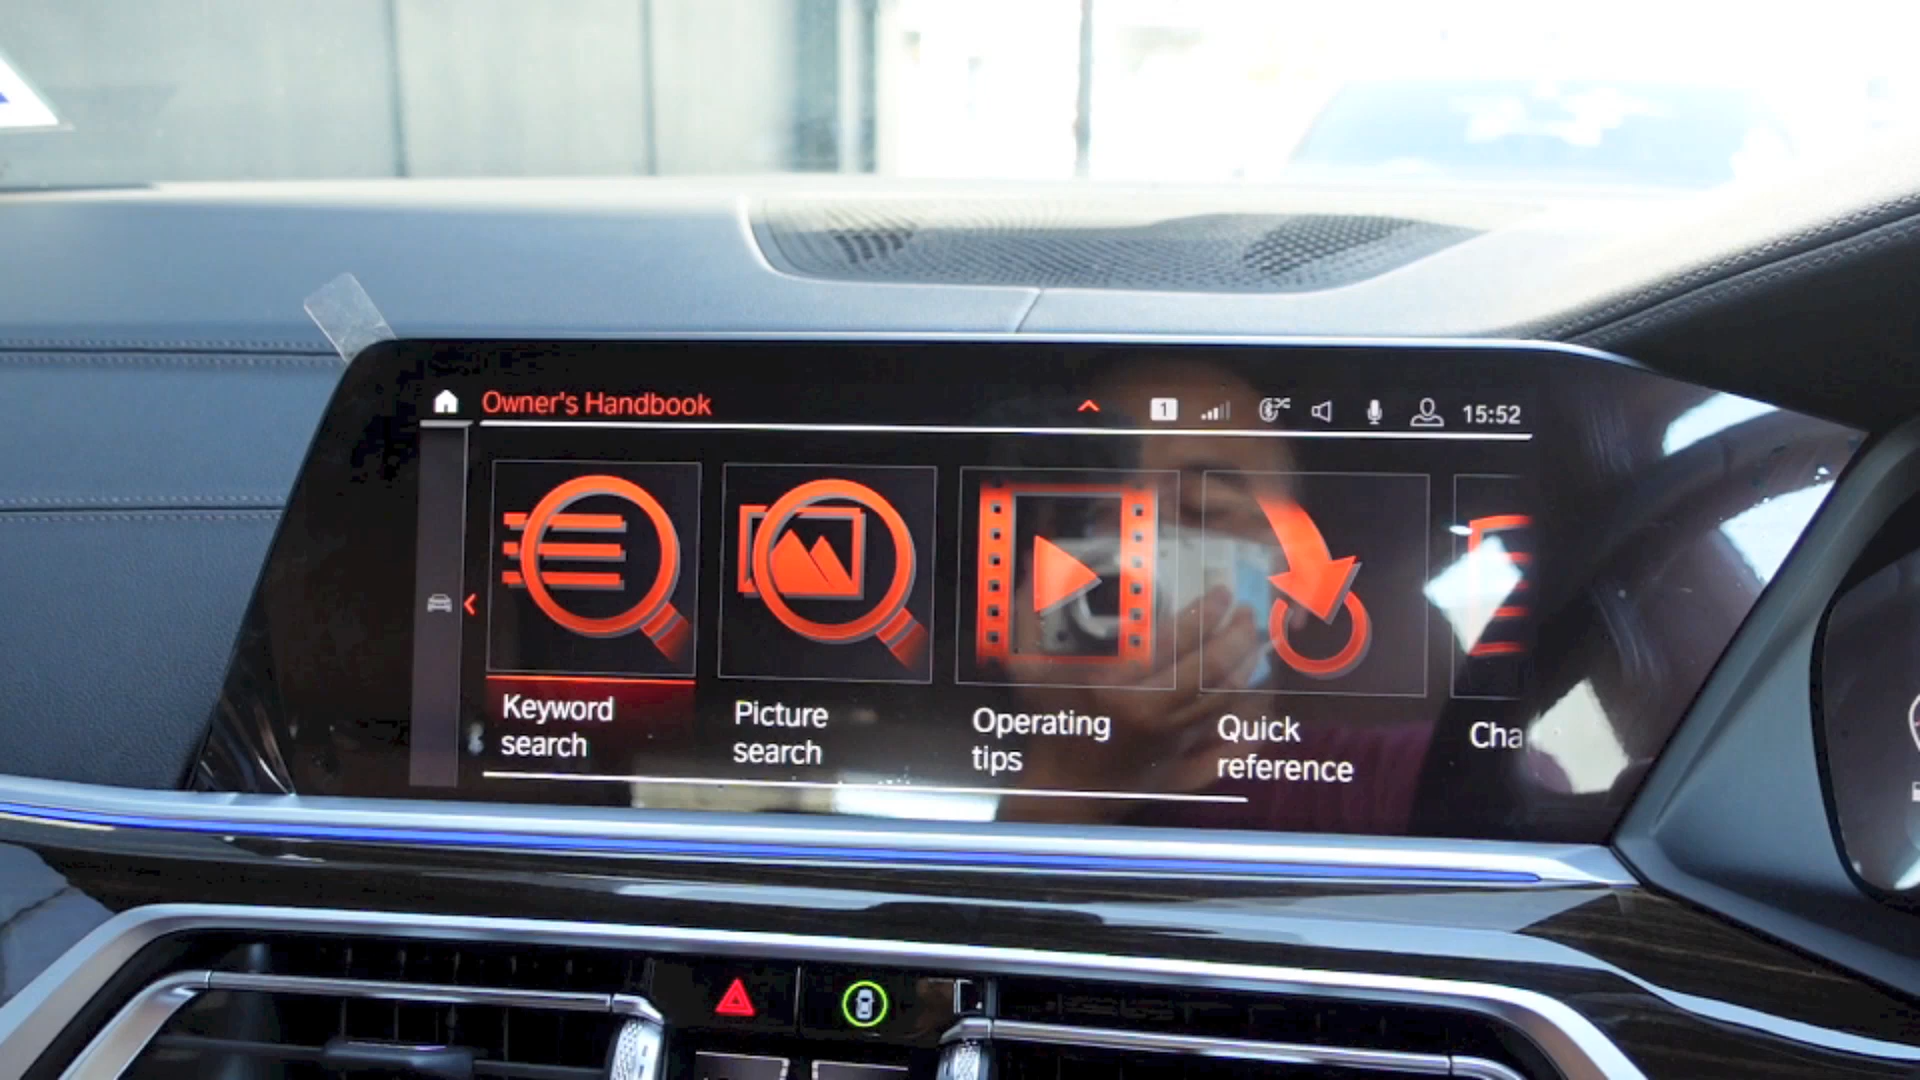 Owner's Handbook
1
15:52
Keyword
search
Picture
search
Operating
tips
Quick
reference
Cha